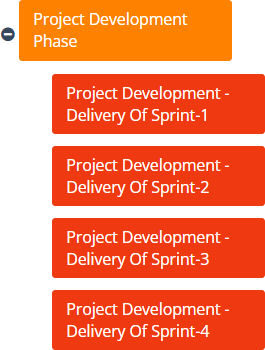 Project Development
Phase
Project Development -
Delivery Of Sprint-1
Project Development -
Delivery Of Sprint-2
Project Development -
Delivery Of Sprint-3
Project Development -
Delivery Of Sprint-4